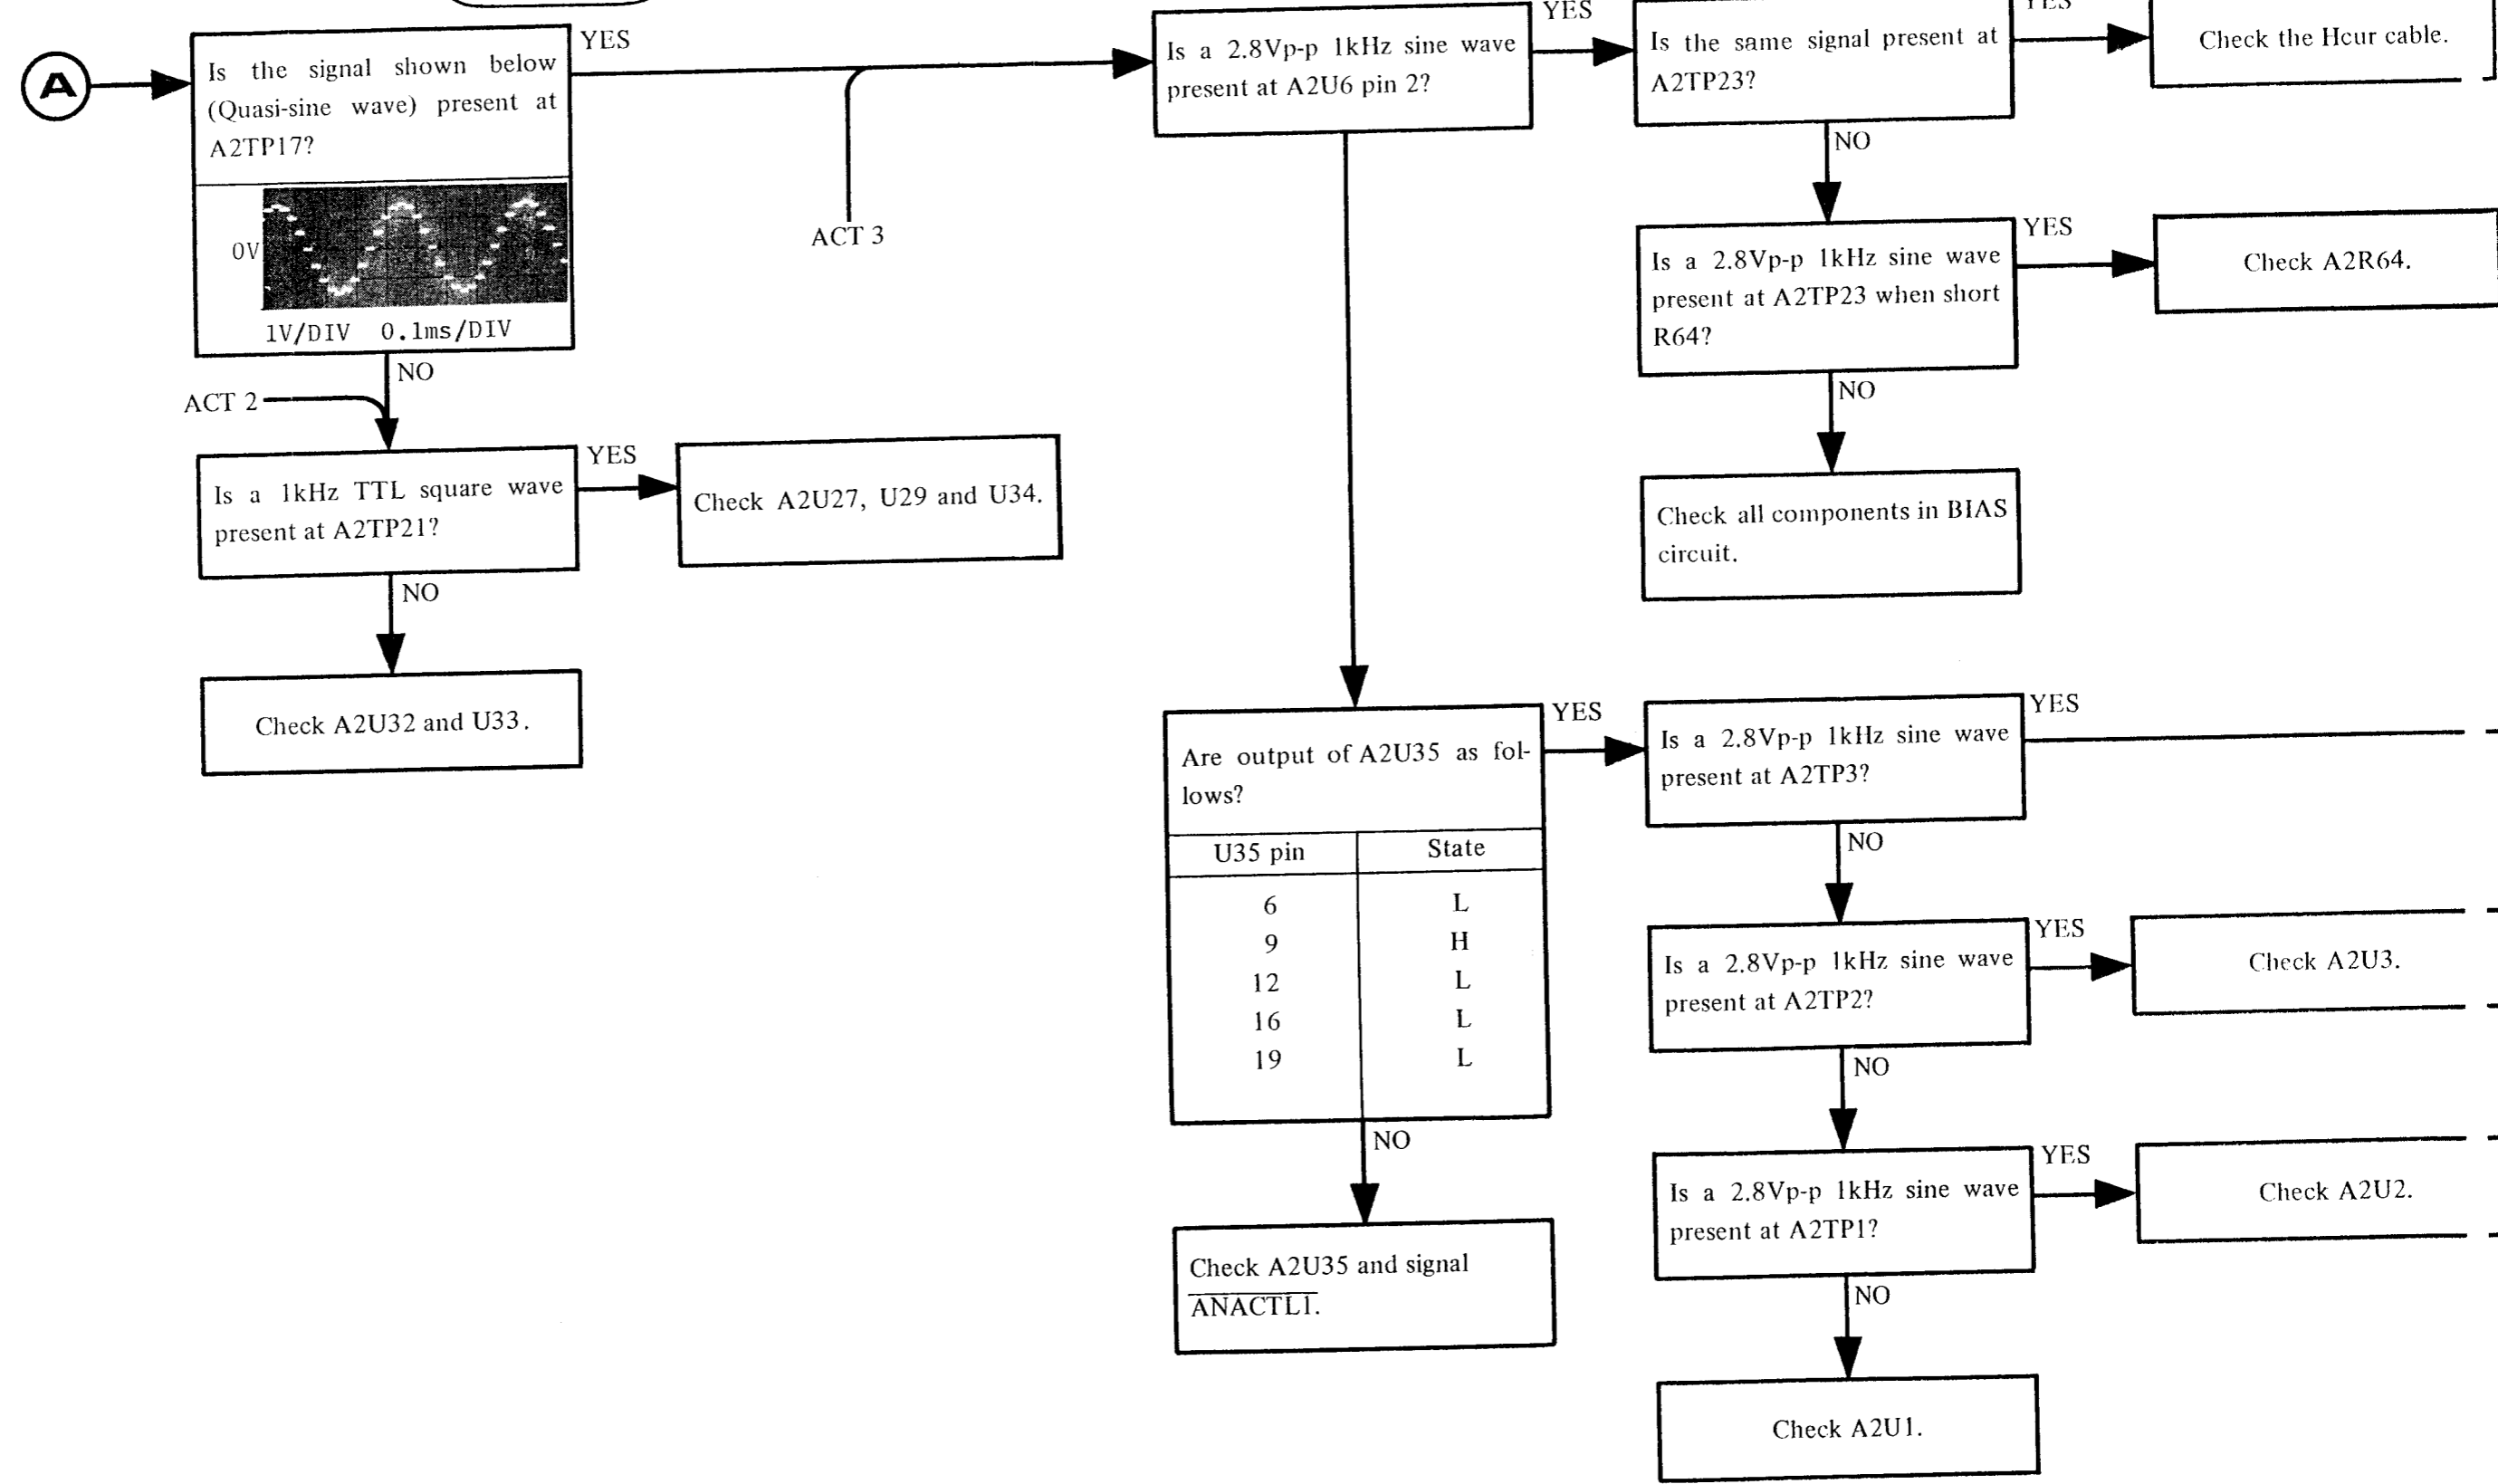 A
Is the signal shown below
(Quasi-sine wave) present at
A2TP17?
0V
1V/DIV 0.1ms/DIV
YES
NO
ACT 2
ACT 3
Is a 1kHz TTL square wave
present at A2TP21?
YES
Check A2U27, U29 and U34.
NO
Check A2U32 and U33.
Is a 2.8Vp-p 1kHz sine wave
present at A2U6 pin 2?
YES
Is the same signal present at
A2TP23?
YES
Check the Hcur cable.
NO
Is a 2.8Vp-p 1kHz sine wave
present at A2TP23 when short
R64?
YES
Check A2R64.
NO
Check all components in BIAS
circuit.
Are output of A2U35 as fol-
lows?
U35 pin State
6 L
9 H
12 L
16 L
19 L
YES
NO
Check A2U35 and signal
ANACTL1.
Is a 2.8Vp-p 1kHz sine wave
present at A2TP3?
YES
NO
Is a 2.8Vp-p 1kHz sine wave
present at A2TP2?
YES
Check A2U3.
NO
Is a 2.8Vp-p 1kHz sine wave
present at A2TP1?
YES
Check A2U2.
NO
Check A2U1.